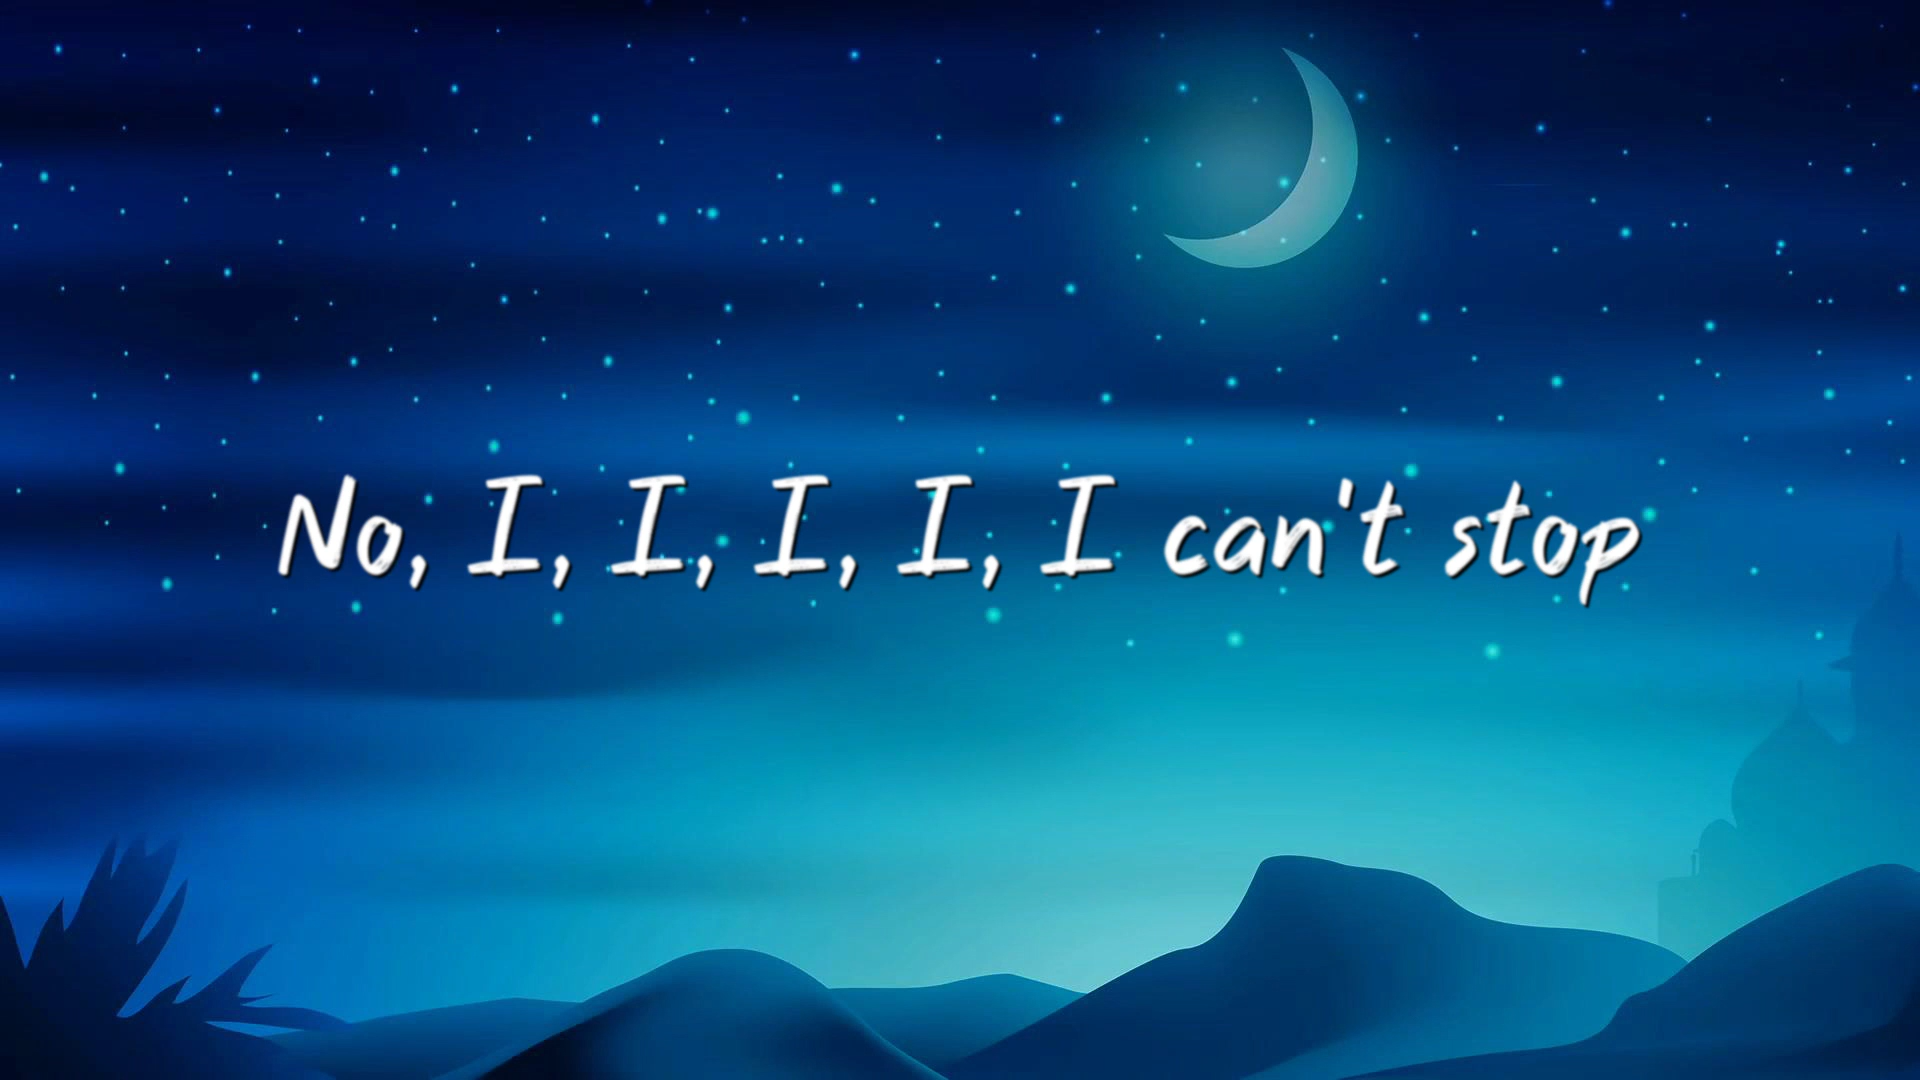 No, I, I, I, I, I can't stop